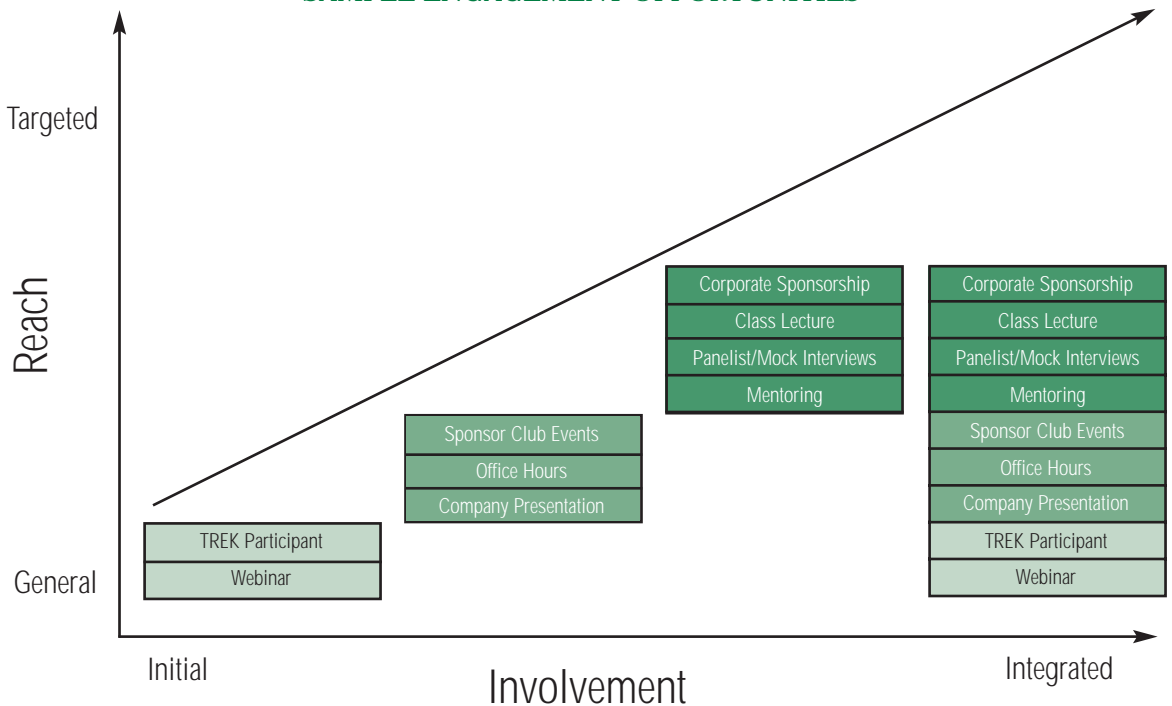 Targeted
Reach
General
Corporate Sponsorship
Class Lecture
Panelist/Mock Interviews
Mentoring
Sponsor Club Events
Office Hours
Company Presentation
TREK Participant
Webinar
Corporate Sponsorship
Class Lecture
Panelist/Mock Interviews
Mentoring
Sponsor Club Events
Office Hours
Company Presentation
TREK Participant
Webinar
Initial
Involvement
Integrated